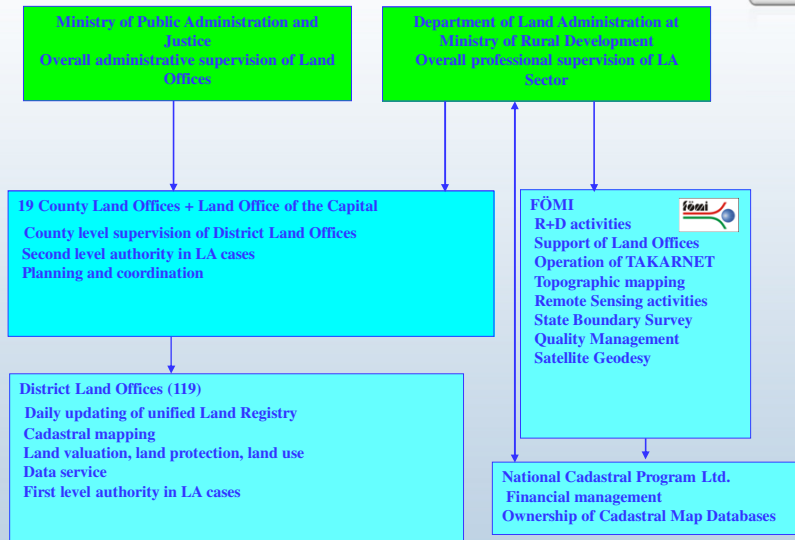 Ministry of Public Administration and
Justice
Overall administrative supervision of Land
Offices
Department of Land Administration at
Ministry of Rural Development
Overall professional supervision of LA
Sector
19 County Land Offices + Land Office of the Capital
County level supervision of District Land Offices
Second level authority in LA cases
Planning and coordination
FÖMI
fömi
R+D activities
Support of Land Offices
Operation of TAKARNET
Topographic mapping
Remote Sensing activities
State Boundary Survey
Quality Management
Satellite Geodesy
District Land Offices (119)
Daily updating of unified Land Registry
Cadastral mapping
Land valuation, land protection, land use
Data service
First level authority in LA cases
National Cadastral Program Ltd.
Financial management
Ownership of Cadastral Map Databases